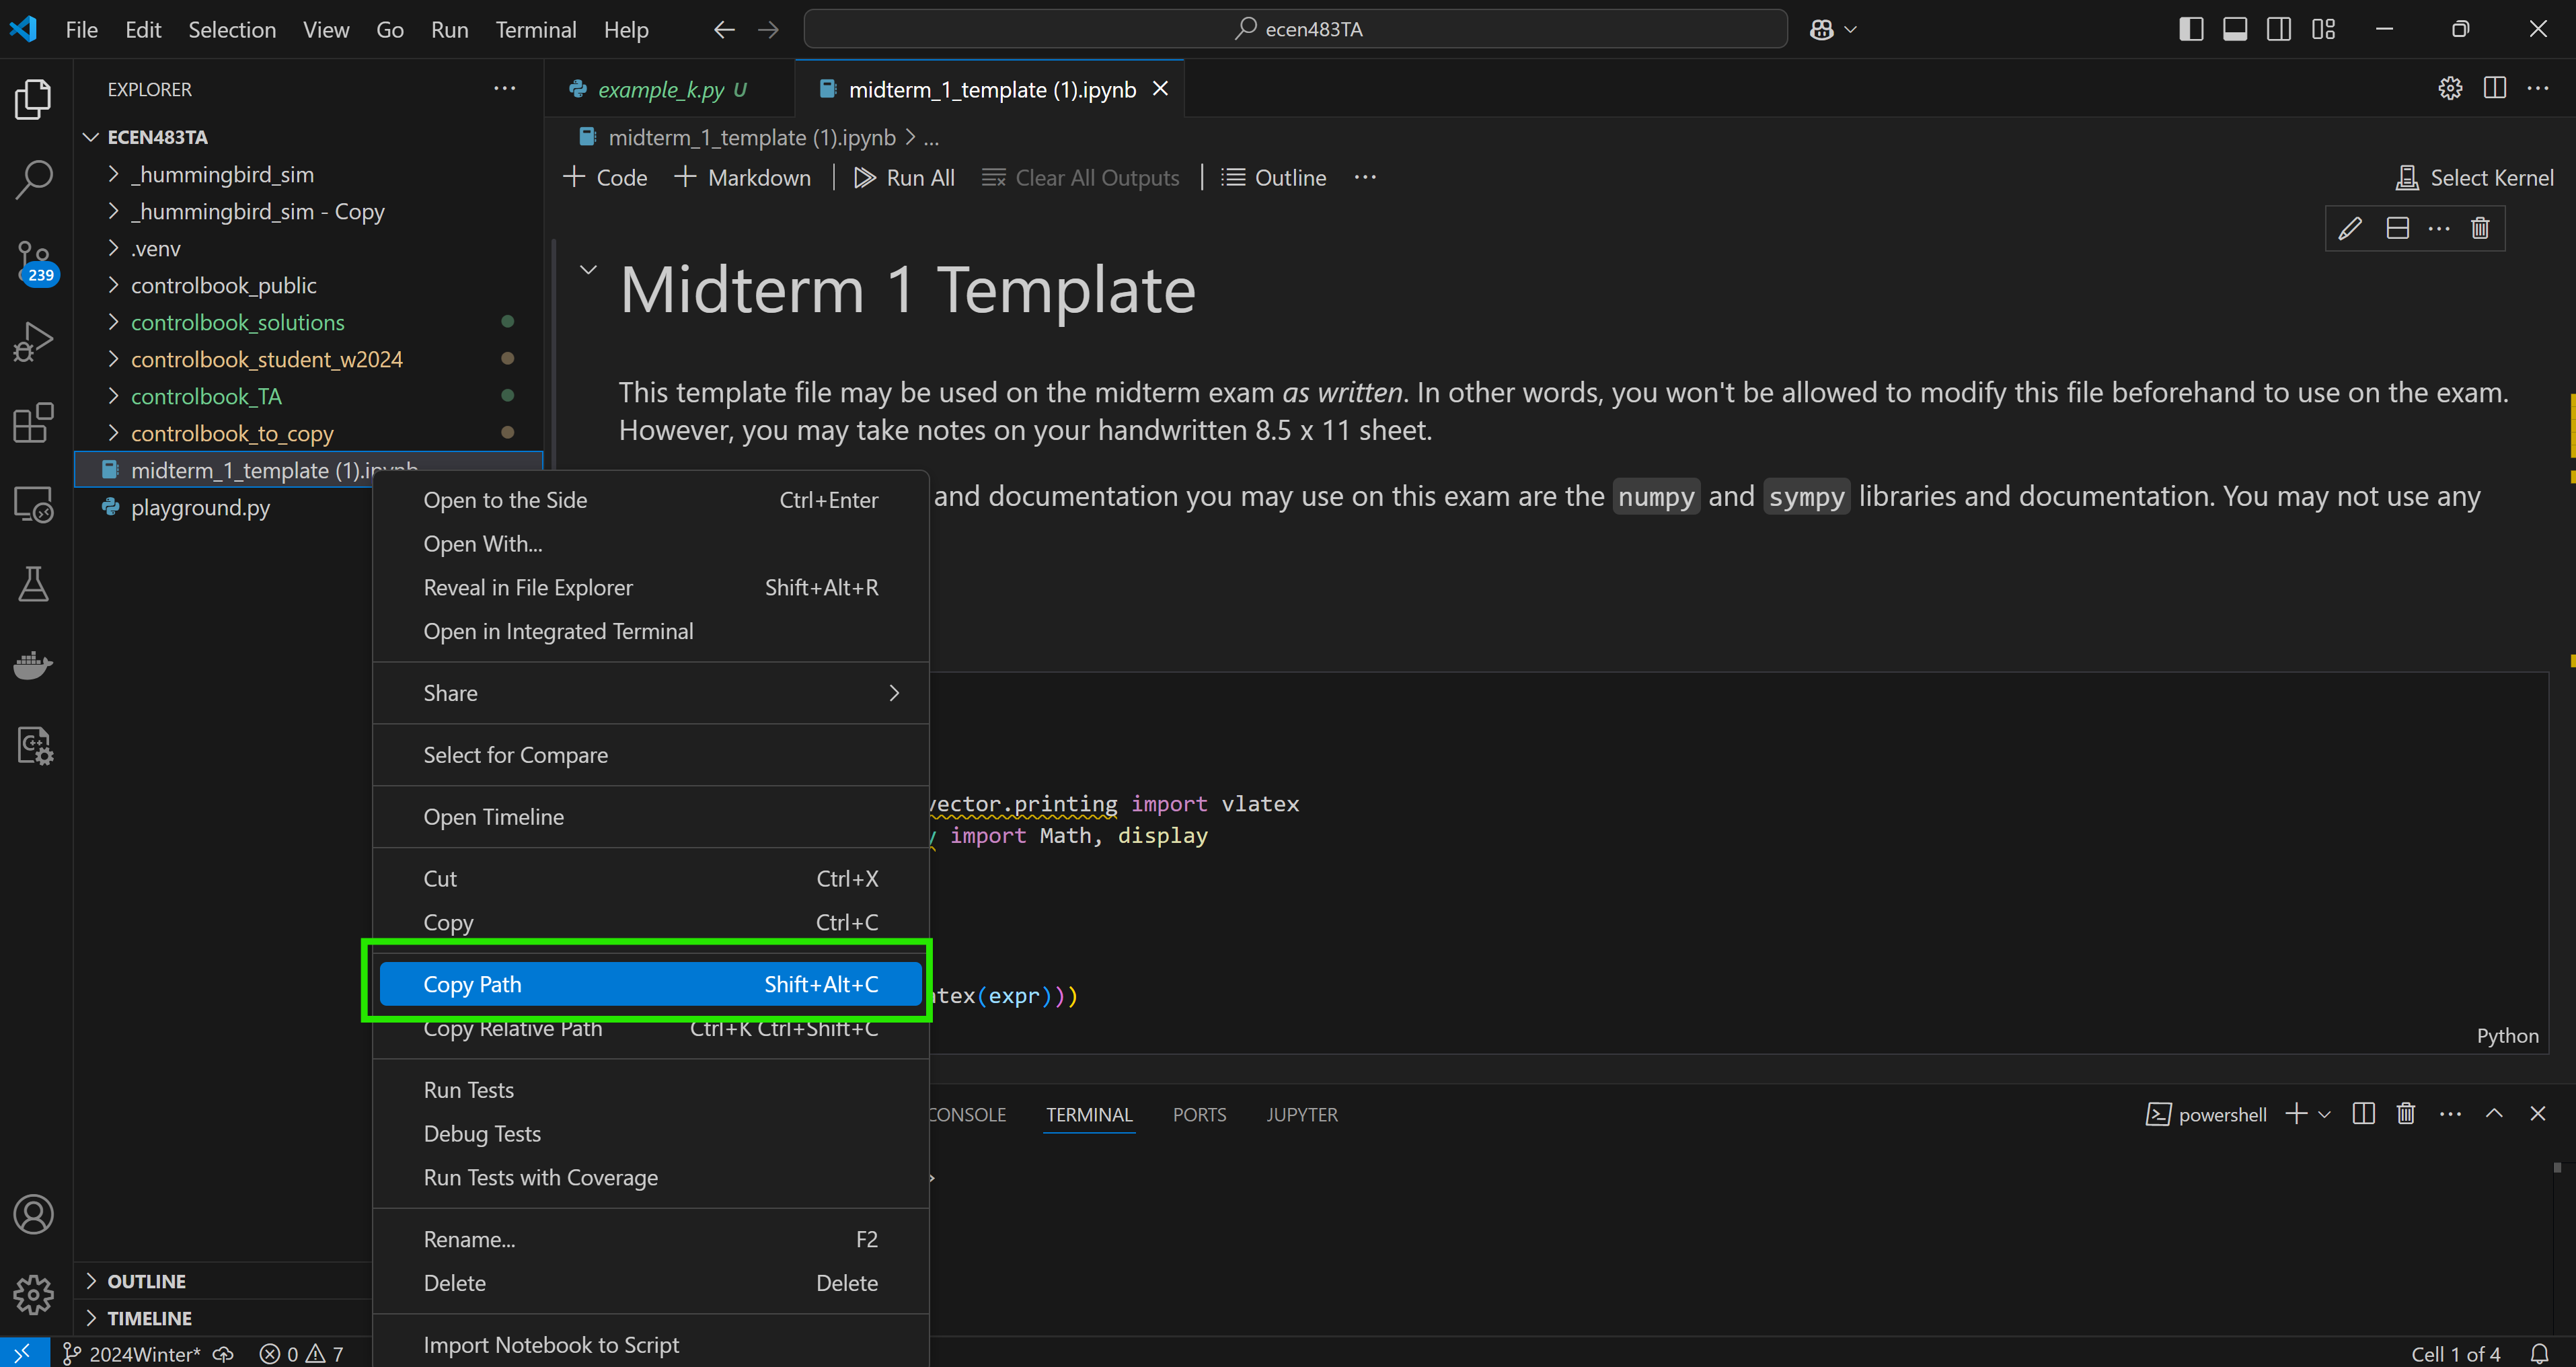 File Edit Selection View Go Run Terminal Help
ecen483TA
EXPLORER
ECEN483TA
_hummingbird_sim
_hummingbird_sim - Copy
.venv
controlbook_public
controlbook_solutions
controlbook_student_w2024
controlbook_TA
controlbook_to_copy
midterm_1_template (1).ipynb
playground.py
239
OUTLINE
TIMELINE
example_k.py U
midterm_1_template (1).ipynb
midterm_1_template (1).ipynb > ...
Code Markdown Run All Clear All Outputs Outline
Select Kernel
Midterm 1 Template
This template file may be used on the midterm exam as written. In other words, you won't be allowed to modify this file beforehand to use on the exam.
However, you may take notes on your handwritten 8.5 x 11 sheet.
and documentation you may use on this exam are the numpy and sympy libraries and documentation. You may not use any
vector.printing import vlatex
import Math, display
tex(expr)))
Python
Open to the Side Ctrl+Enter
Open With...
Reveal in File Explorer Shift+Alt+R
Open in Integrated Terminal
Share
Select for Compare
Open Timeline
Cut Ctrl+X
Copy Ctrl+C
Copy Path Shift+Alt+C
Copy Relative Path Ctrl+K Ctrl+Shift+C
Run Tests
Debug Tests
Run Tests with Coverage
Rename... F2
Delete Delete
Import Notebook to Script
CONSOLE TERMINAL PORTS JUPYTER
powershell
2024Winter* 0 7
Cell 1 of 4